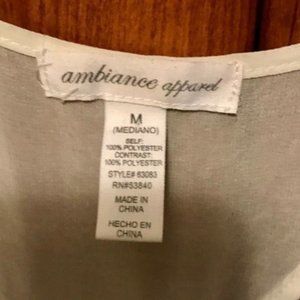 ambiance apparel
M
(MEDIANO)
SELF:
100% POLYESTER
CONTRAST:
100% POLYESTER
STYLE# 63083
RN#53840
MADE IN
CHINA
HECHO EN
CHINA